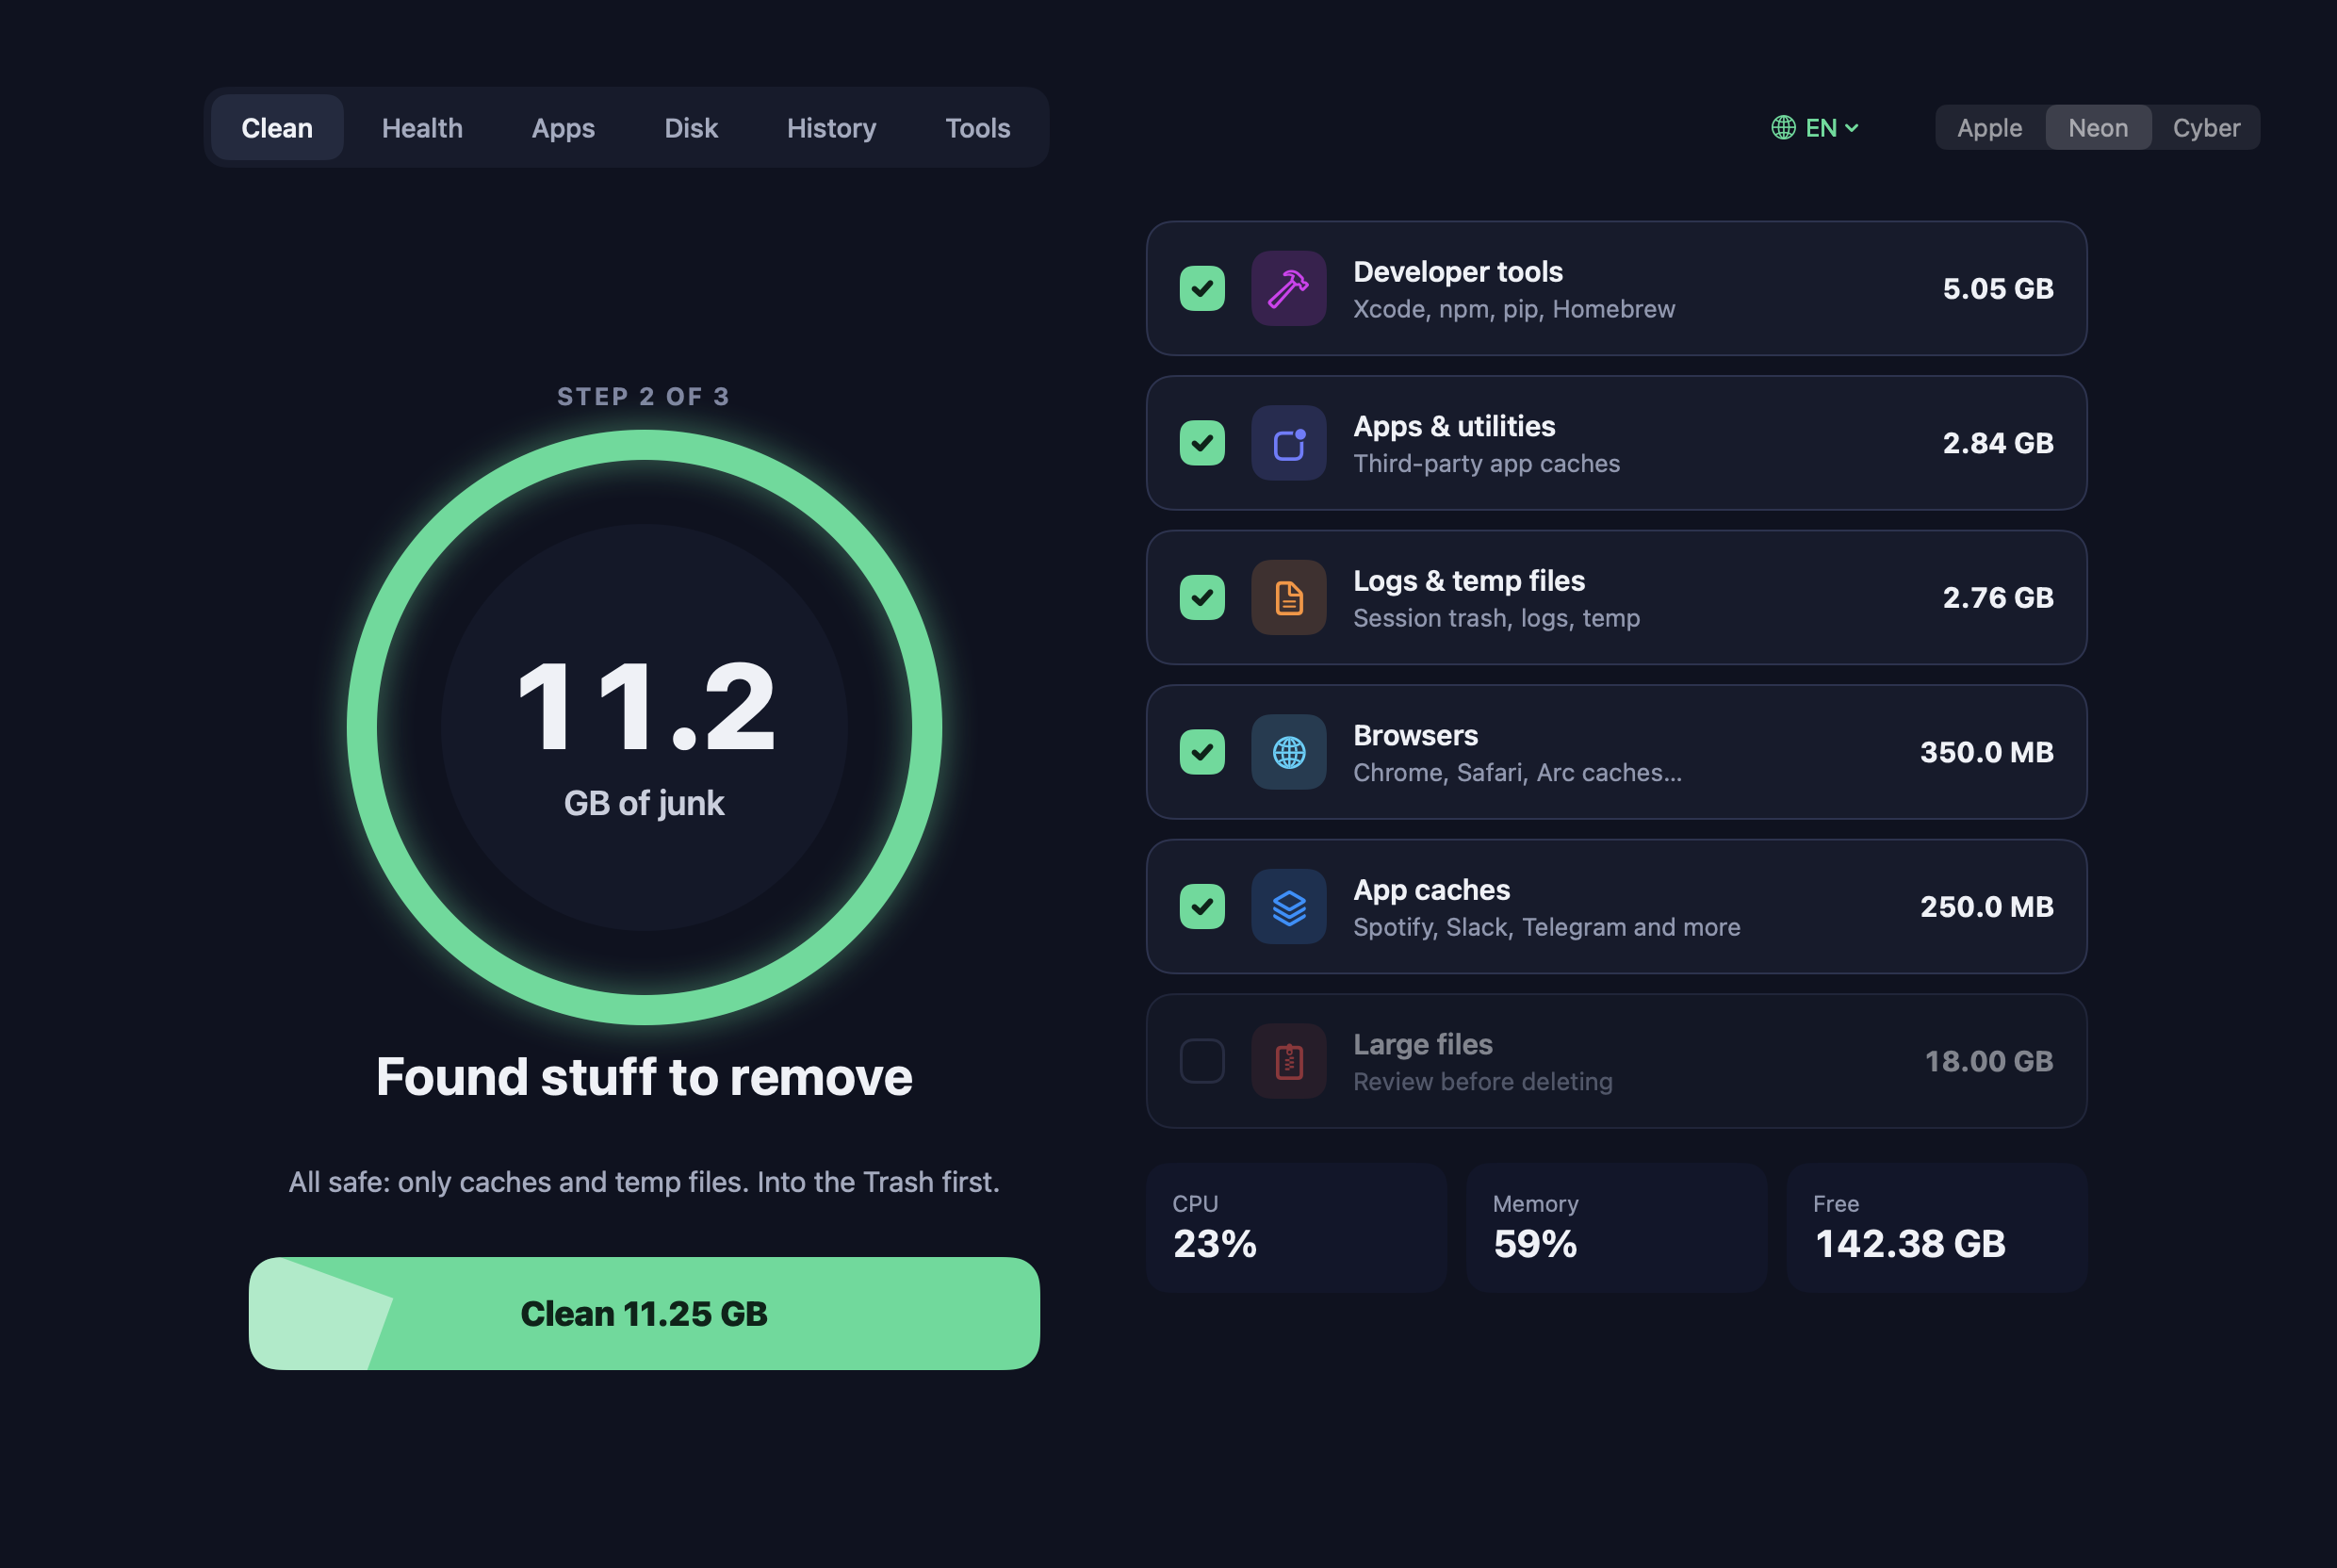 Clean Health Apps Disk History Tools
EN
Apple Neon Cyber
STEP 2 OF 3
11.2
GB of junk
Found stuff to remove
All safe: only caches and temp files. Into the Trash first.
Clean 11.25 GB
Developer tools
Xcode, npm, pip, Homebrew
5.05 GB
Apps & utilities
Third-party app caches
2.84 GB
Logs & temp files
Session trash, logs, temp
2.76 GB
Browsers
Chrome, Safari, Arc caches...
350.0 MB
App caches
Spotify, Slack, Telegram and more
250.0 MB
Large files
Review before deleting
18.00 GB
CPU
23%
Memory
59%
Free
142.38 GB